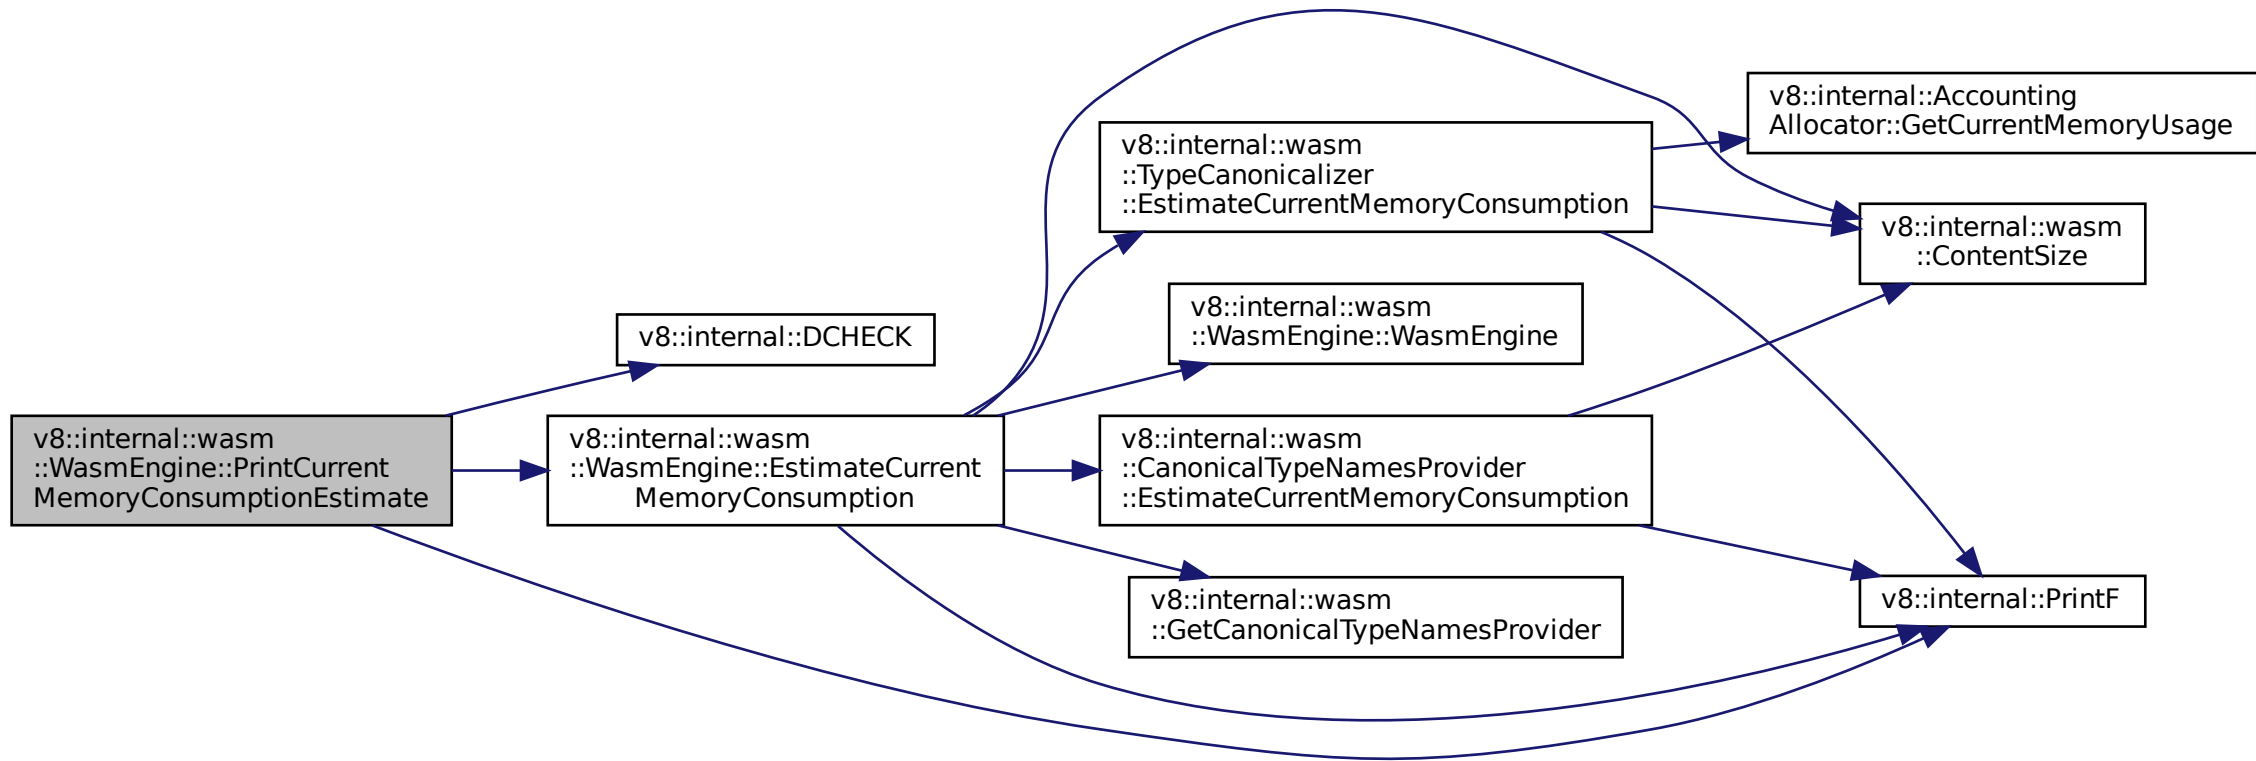 v8::internal::wasm
::WasmEngine::PrintCurrent
MemoryConsumptionEstimate
v8::internal::DCHECK
v8::internal::wasm
::WasmEngine::EstimateCurrent
MemoryConsumption
v8::internal::wasm
::TypeCanonicalizer
::EstimateCurrentMemoryConsumption
v8::internal::wasm
::WasmEngine::WasmEngine
v8::internal::wasm
::CanonicalTypeNamesProvider
::EstimateCurrentMemoryConsumption
v8::internal::wasm
::GetCanonicalTypeNamesProvider
v8::internal::Accounting
Allocator::GetCurrentMemoryUsage
v8::internal::wasm
::ContentSize
v8::internal::PrintF